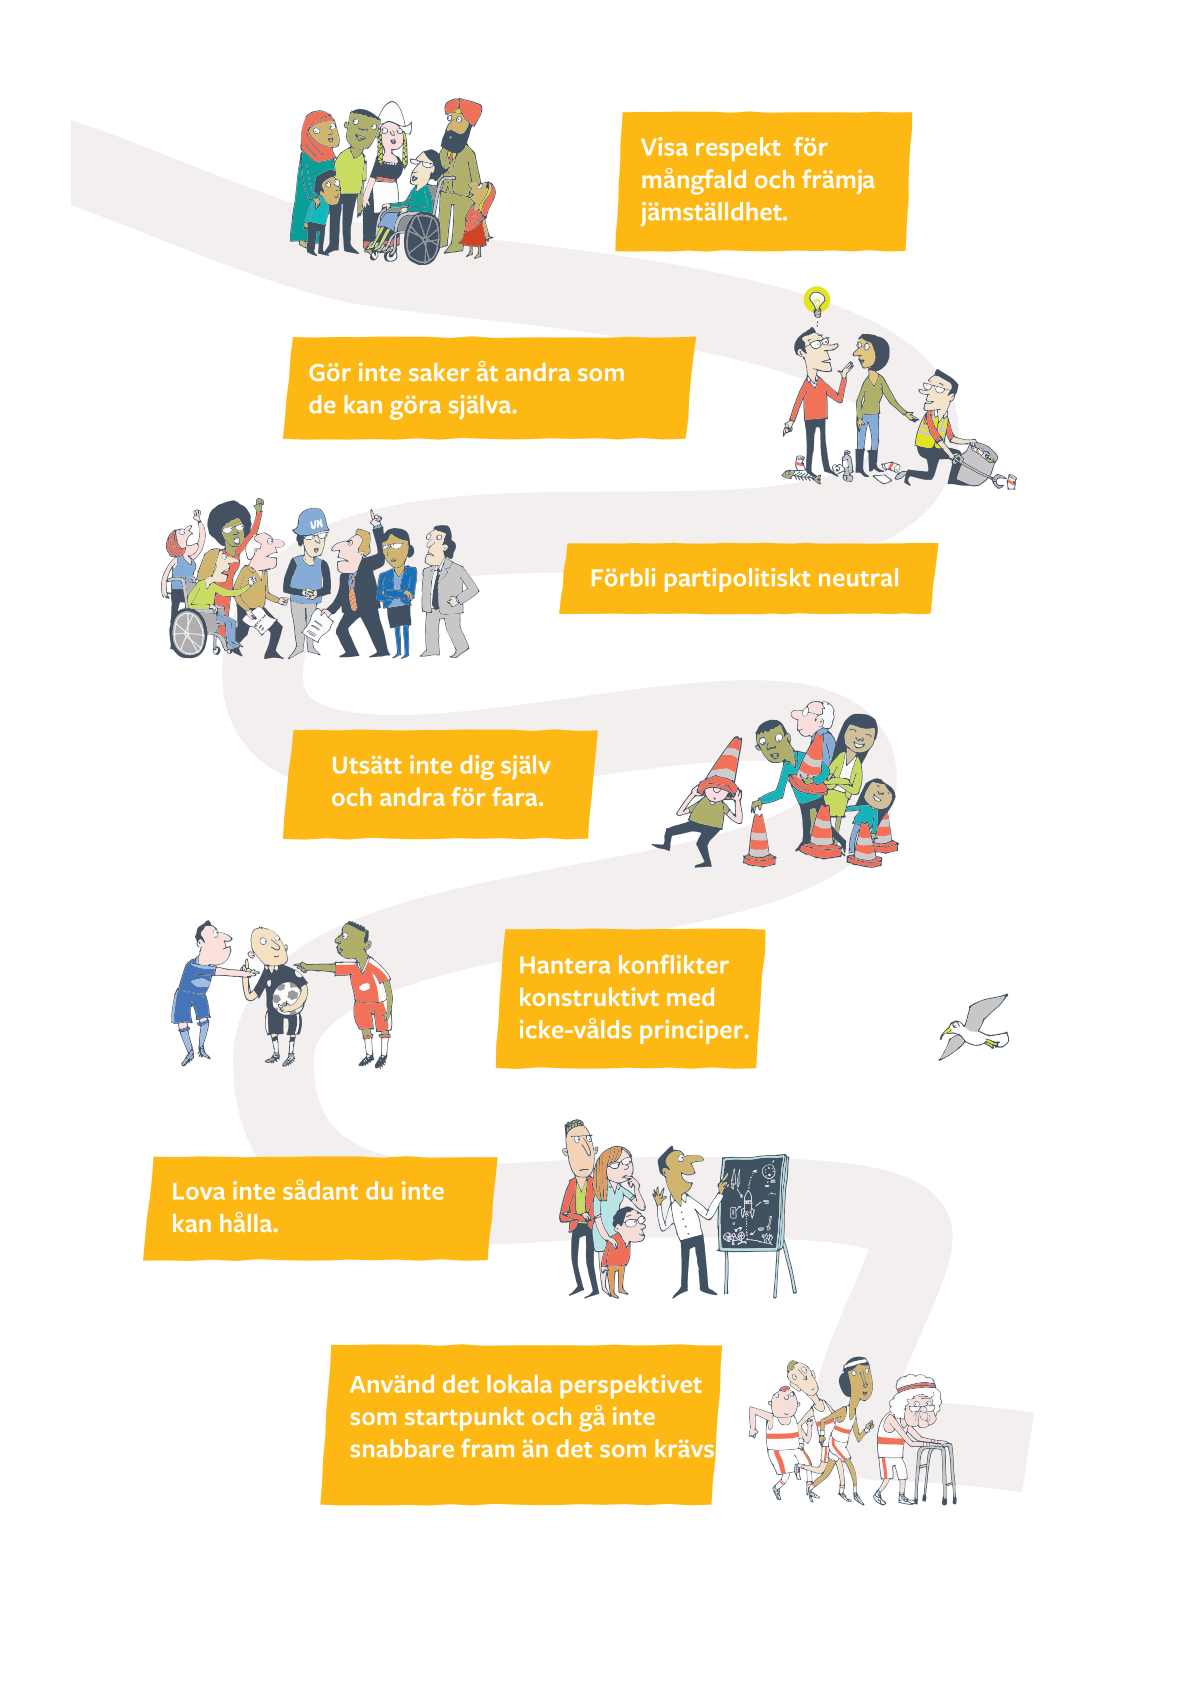 Visa respekt för
mångfald och främja
jämställdhet.
Gör inte saker åt andra som
de kan göra själva.
UN
Förbli partipolitiskt neutral
Utsätt inte dig själv
och andra för fara.
Hantera konflikter
konstruktivt med
icke-vålds principer.
Lova inte sådant du inte
kan hålla.
Använd det lokala perspektivet
som startpunkt och gå inte
snabbare fram än det som krävs